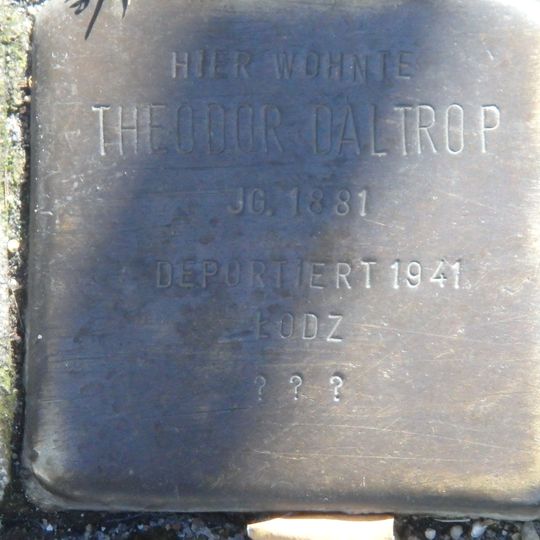 HIER WOHNTE
THEODOR DALTROP
JG. 1881
DEPORTIERT 1941
ŁODZ
? ? ?